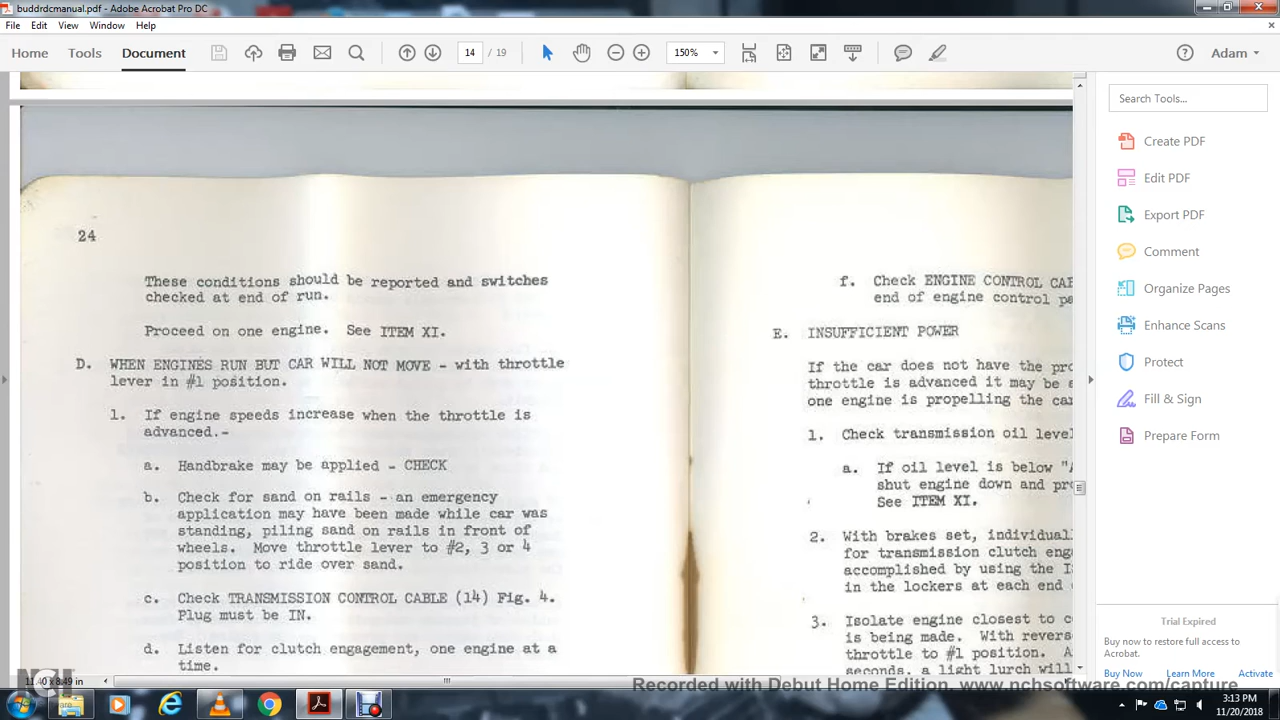 buddrdcmanual.pdf - Adobe Acrobat Pro DC
File Edit View Window Help
Home Tools Document 14 / 19 150% Adam
24
These conditions should be reported and switches
checked at end of run.
Proceed on one engine. See ITEM XI.
D. WHEN ENGINES RUN BUT CAR WILL NOT MOVE - with throttle
lever in #1 position.
1. If engine speeds increase when the throttle is
advanced.-
a. Handbrake may be applied - CHECK
b. Check for sand on rails - an emergency
application may have been made while car was
standing, piling sand on rails in front of
wheels. Move throttle lever to #2, 3 or 4
position to ride over sand.
c. Check TRANSMISSION CONTROL CABLE (14) Fig. 4.
Plug must be IN.
d. Listen for clutch engagement, one engine at a
time.
f. Check ENGINE CONTROL CAB
end of engine control pa
E. INSUFFICIENT POWER
If the car does not have the pro
throttle is advanced it may be a
one engine is propelling the car
1. Check transmission oil level
a. If oil level is below "A
shut engine down and pro
See ITEM XI.
2. With brakes set, individuall
for transmission clutch eng
accomplished by using the I
in the lockers at each end
3. Isolate engine closest to c
is being made. With revers
throttle to #1 position. A
seconds, a light lurch will
Search Tools...
Create PDF
Edit PDF
Export PDF
Comment
Organize Pages
Enhance Scans
Protect
Fill & Sign
Prepare Form
Trial Expired
Buy now to restore full access to
Acrobat.
Buy Now Learn More Activate
NCH
11.40 x 8.49 in
Recorded with Debut Home Edition. www.nchsoftware.com/capture
3:13 PM
11/20/2018